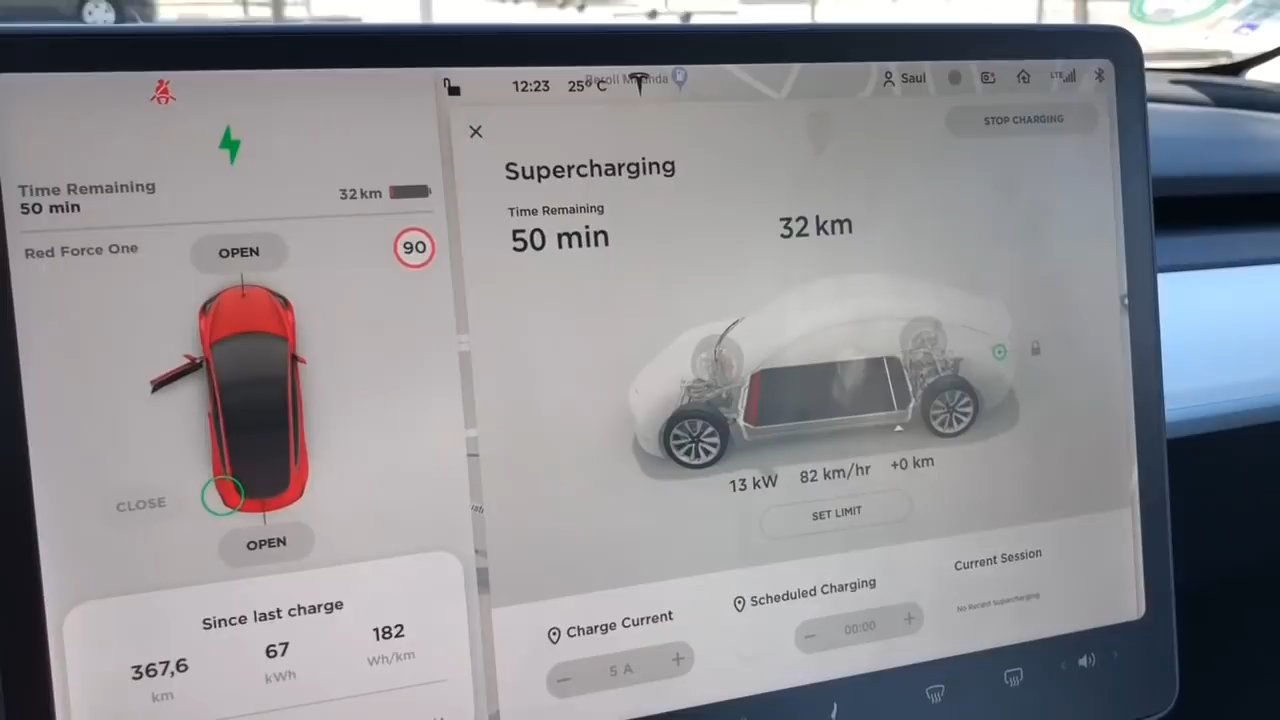 12:23
25°C
Saul
LTE
STOP CHARGING
Time Remaining
50 min
32 km
Red Force One
OPEN
90
CLOSE
OPEN
Since last charge
367,6
km
67
kWh
182
Wh/km
Supercharging
Time Remaining
50 min
32 km
13 kW
82 km/hr
+0 km
SET LIMIT
Charge Current
5 A
Scheduled Charging
00:00
Current Session
No Recent Supercharging